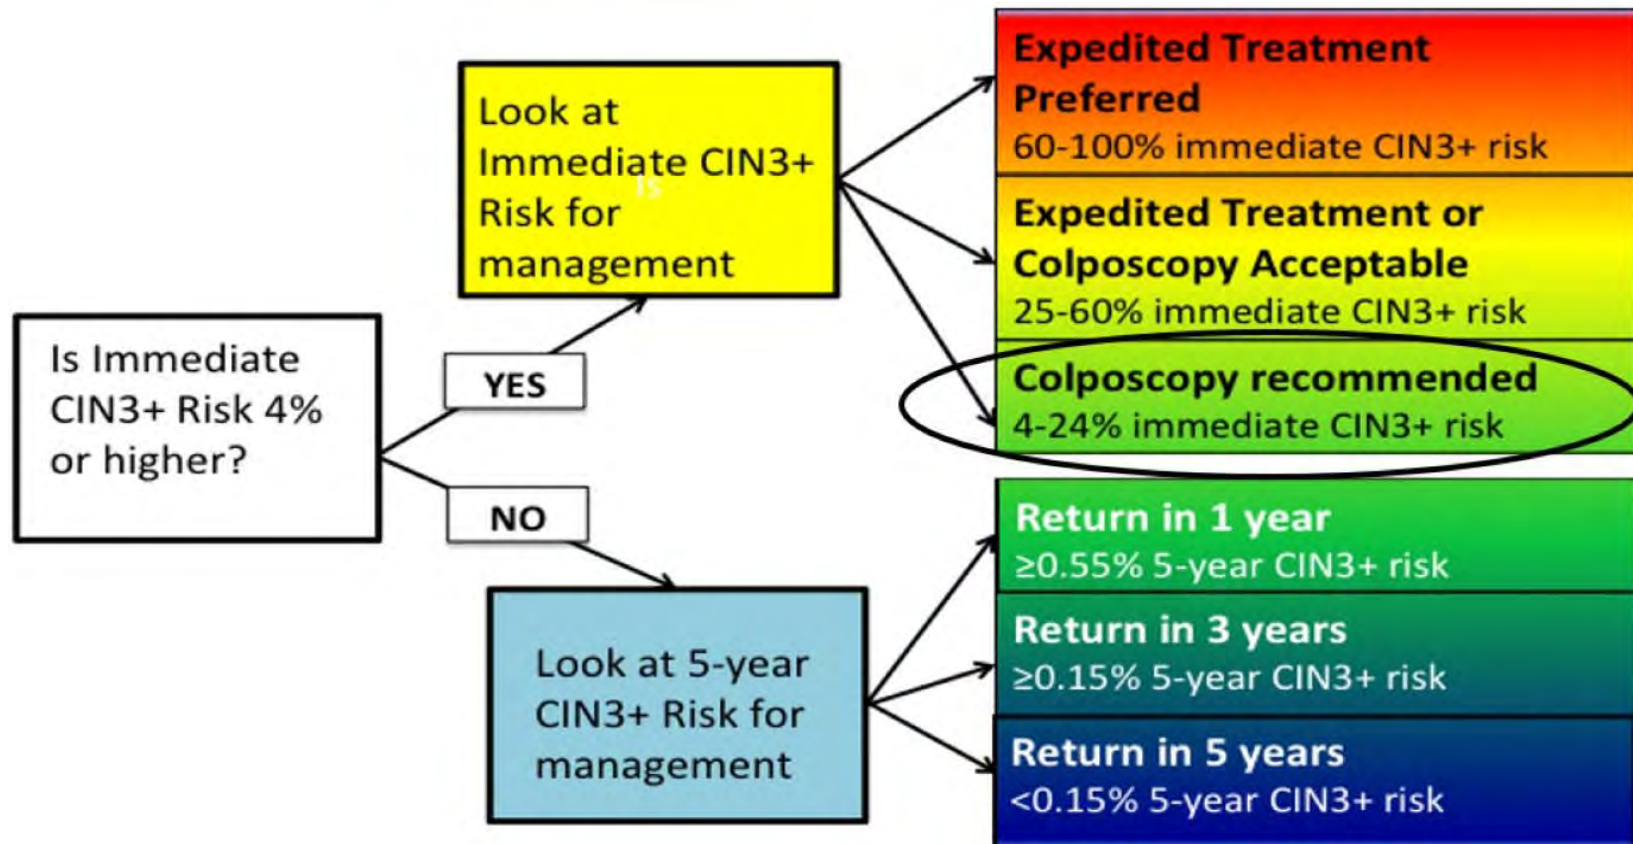 Is Immediate
CIN3+ Risk 4%
or higher?
YES
NO
Look at
Immediate CIN3+
Is
Risk for
management
Look at 5-year
CIN3+ Risk for
management
Expedited Treatment
Preferred
60-100% immediate CIN3+ risk
Expedited Treatment or
Colposcopy Acceptable
25-60% immediate CIN3+ risk
Colposcopy recommended
4-24% immediate CIN3+ risk
Return in 1 year
≥0.55% 5-year CIN3+ risk
Return in 3 years
≥0.15% 5-year CIN3+ risk
Return in 5 years
<0.15% 5-year CIN3+ risk